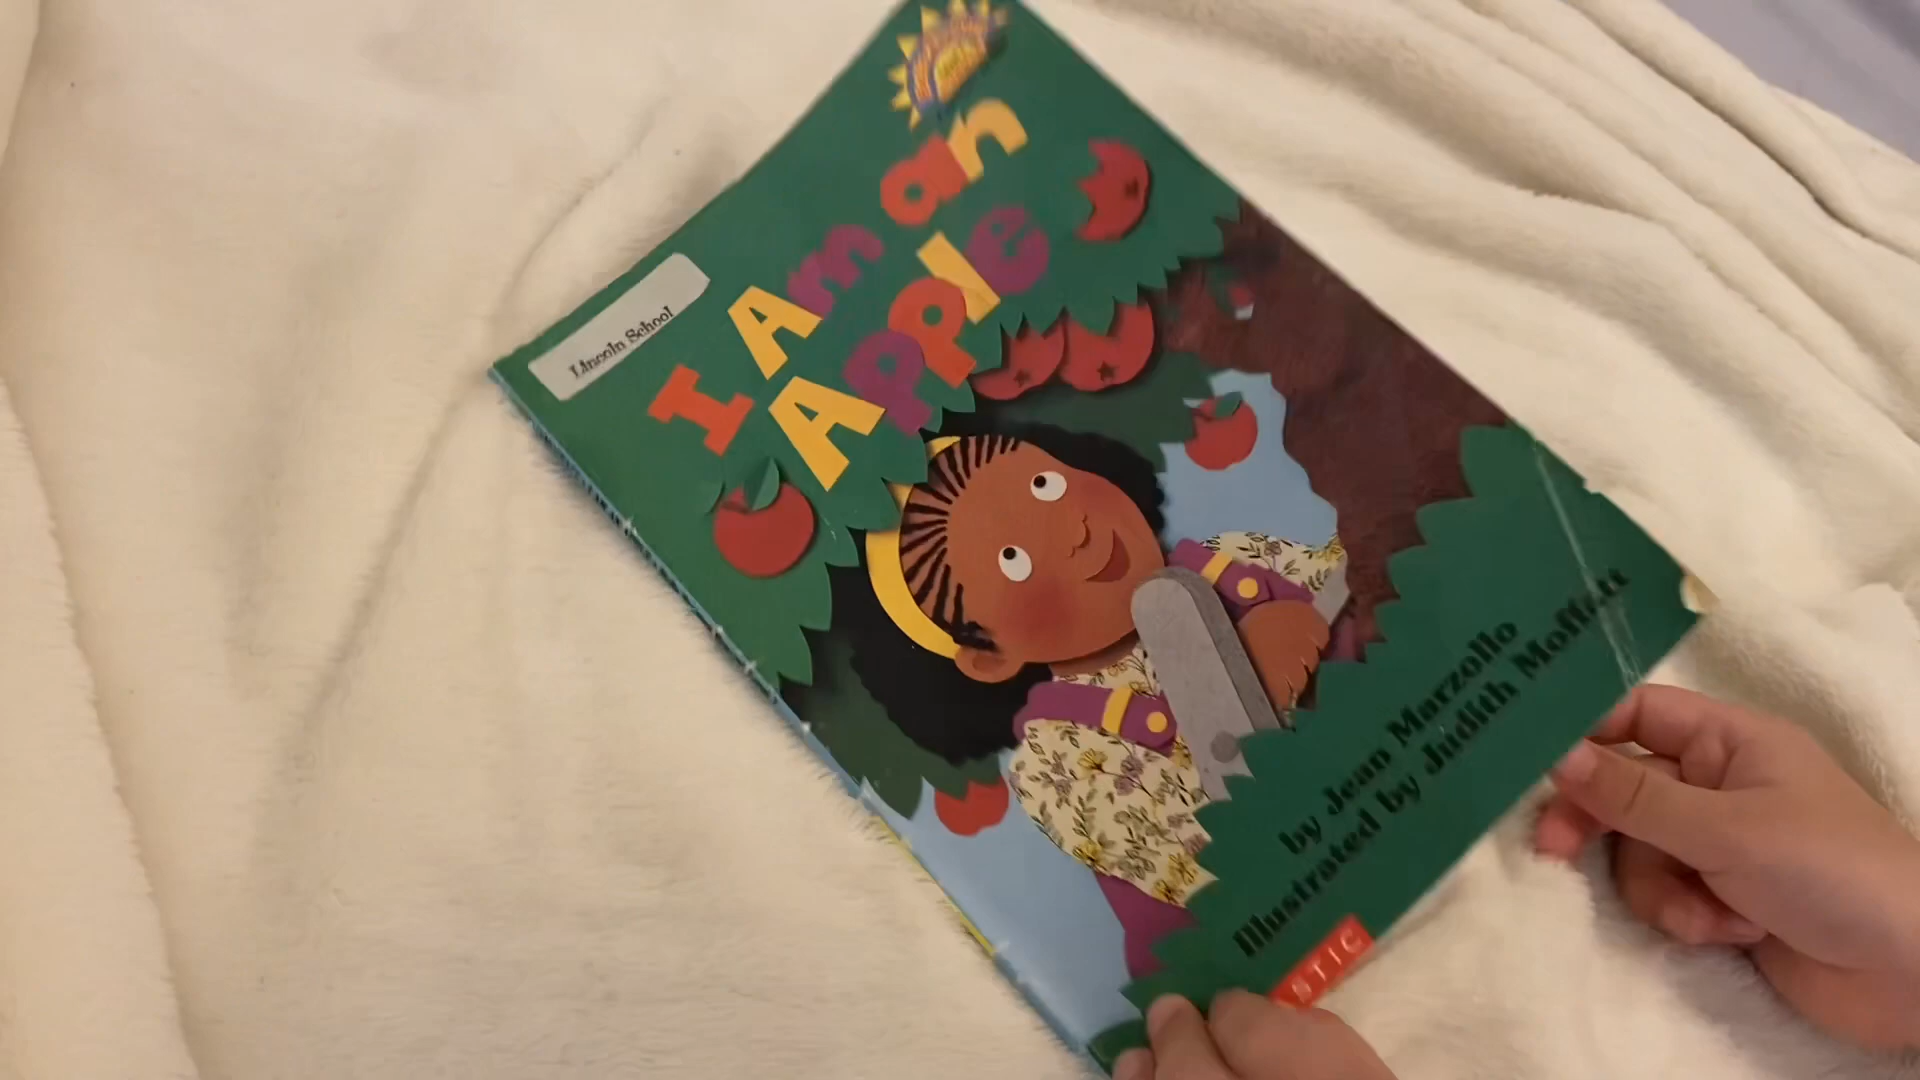 Lincoln School
I Am an
Apple
by Jean Marzollo
Illustrated by Judith Moffatt